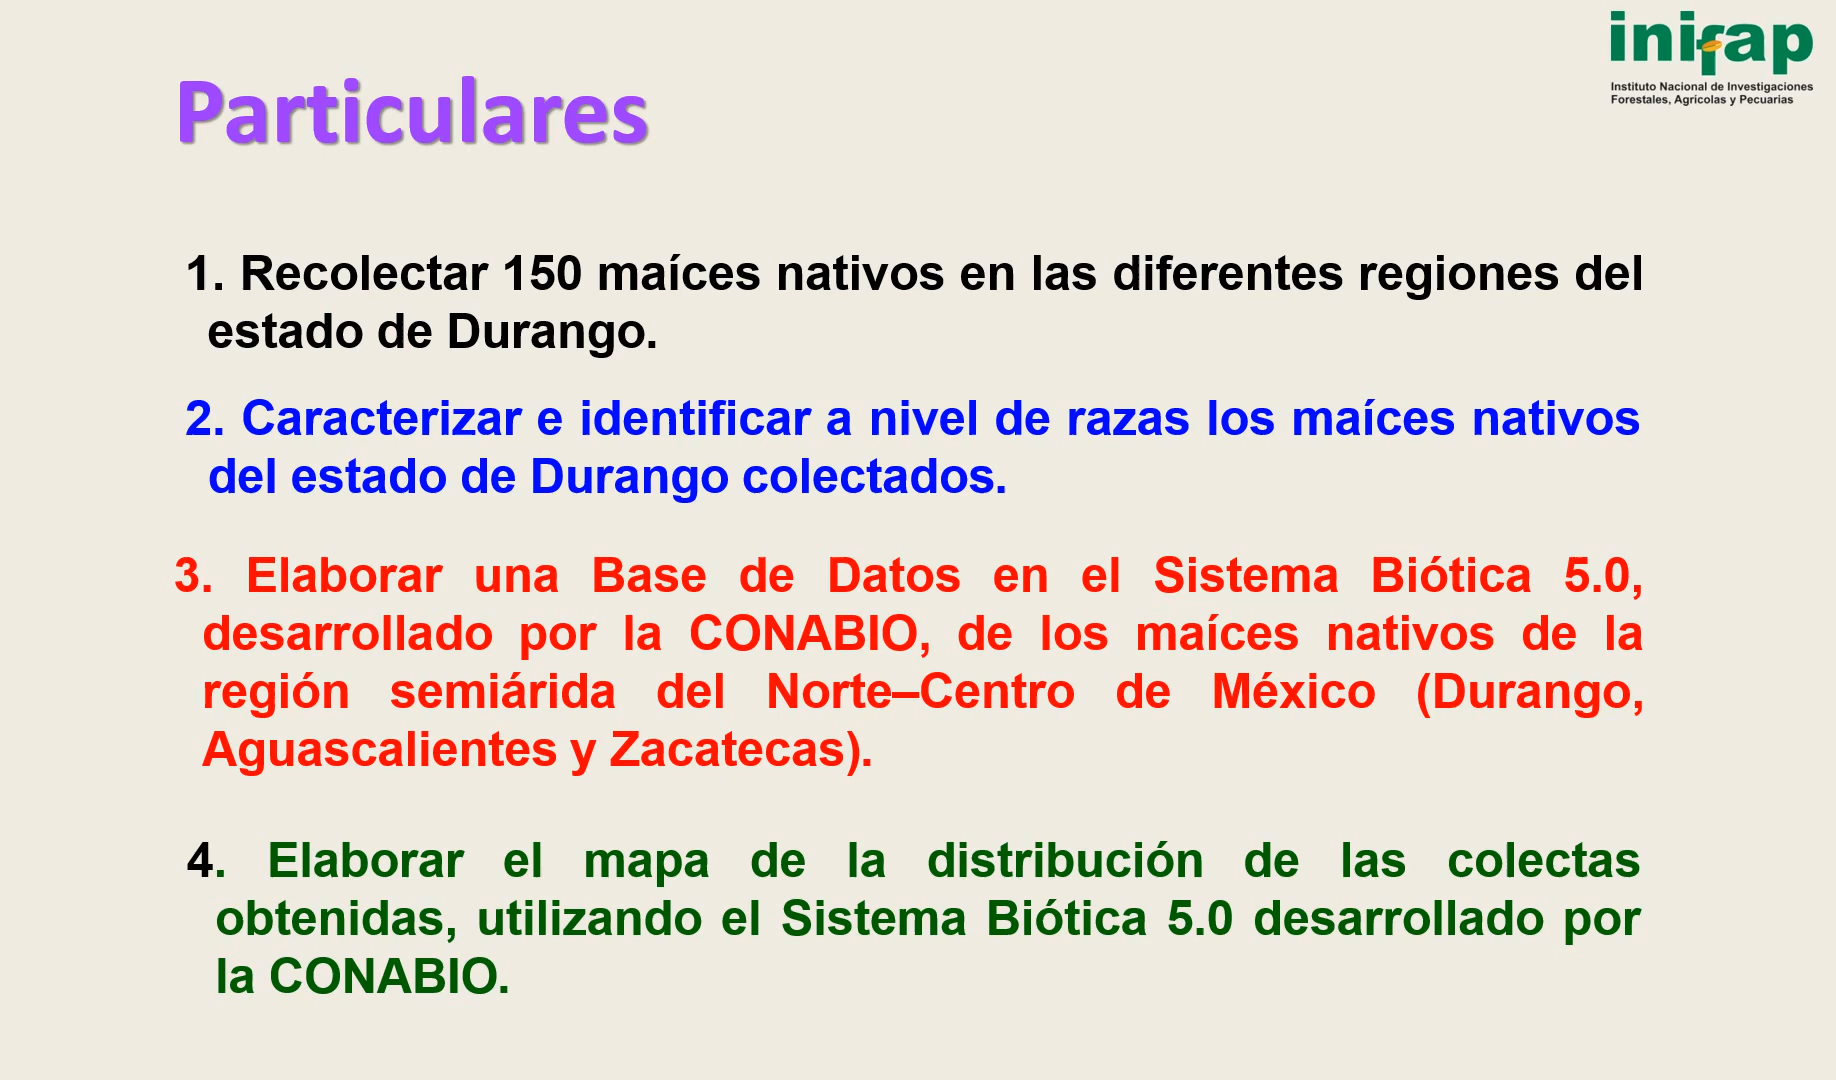 inifap
Instituto Nacional de Investigaciones
Forestales, Agrícolas y Pecuarias
Particulares
1. Recolectar 150 maíces nativos en las diferentes regiones del
estado de Durango.
2. Caracterizar e identificar a nivel de razas los maíces nativos
del estado de Durango colectados.
3. Elaborar una Base de Datos en el Sistema Biótica 5.0,
desarrollado por la CONABIO, de los maíces nativos de la
región semiárida del Norte–Centro de México (Durango,
Aguascalientes y Zacatecas).
4. Elaborar el mapa de la distribución de las colectas
obtenidas, utilizando el Sistema Biótica 5.0 desarrollado por
la CONABIO.